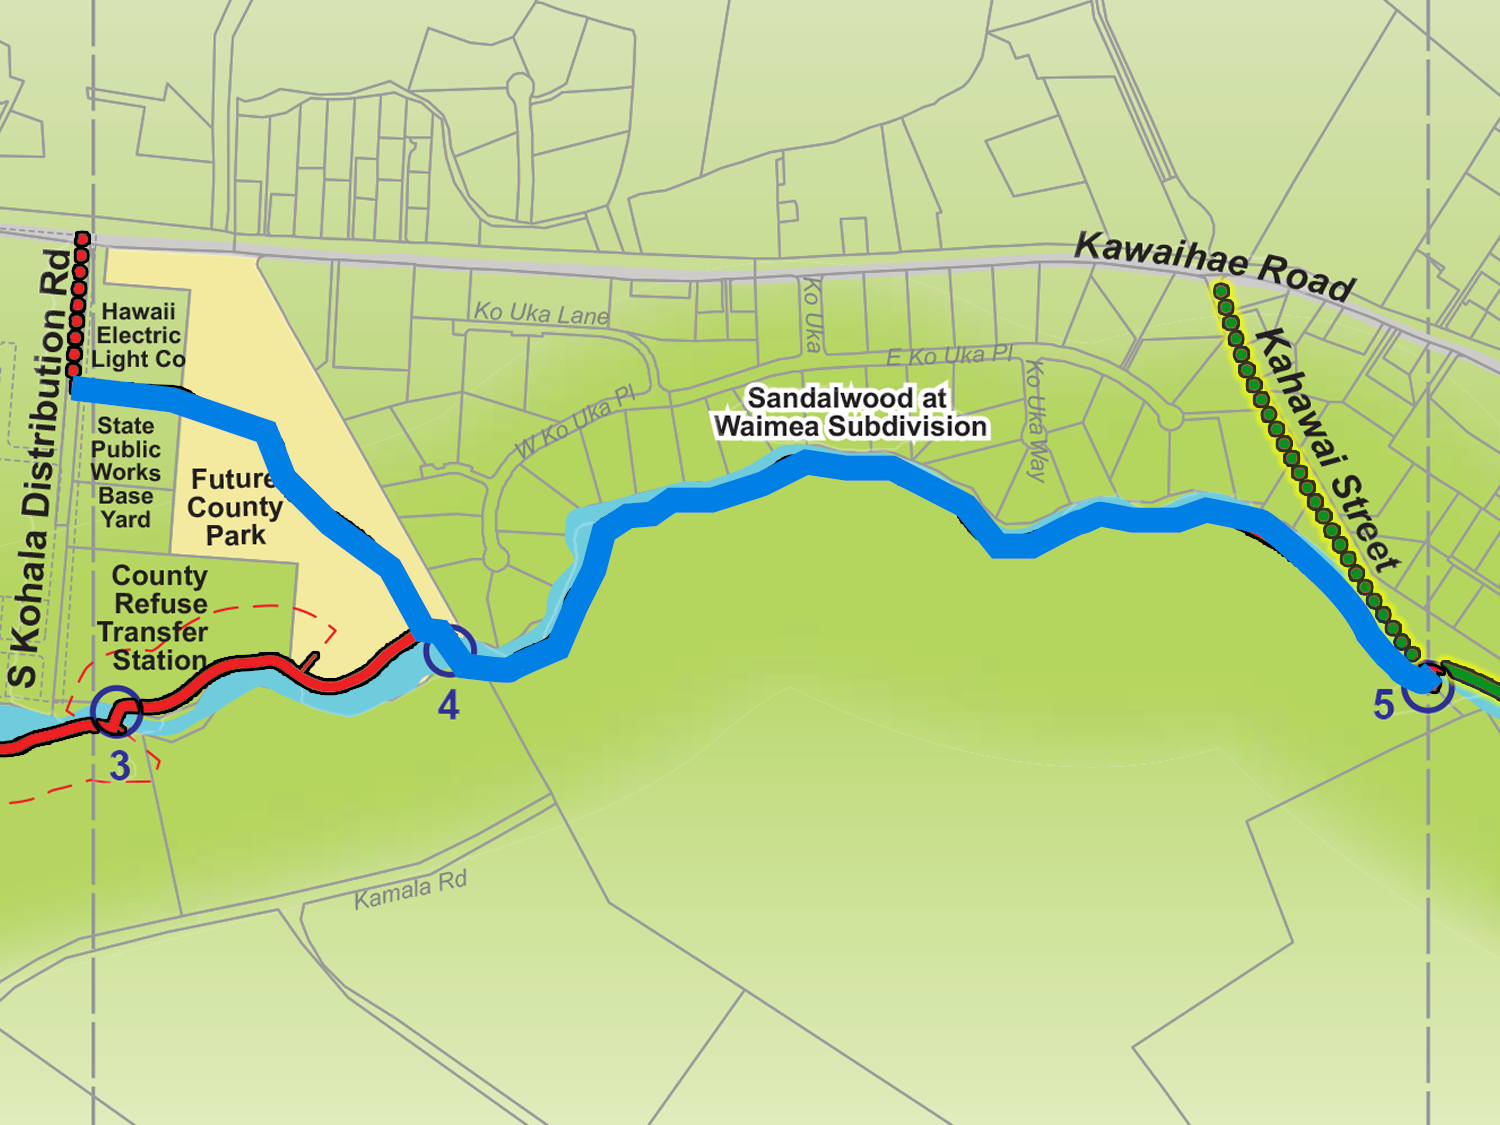 Kawaihae Road
S Kohala Distribution Rd
Hawaii
Electric
Light Co
Ko Uka Lane
Ko Uka
E Ko Uka Pl
W Ko Uka Pl
Ko Uka Way
Kahawai Street
Sandalwood at
Waimea Subdivision
State
Public
Works
Base
Yard
Future
County
Park
County
Refuse
Transfer
Station
3
4
5
Kamala Rd